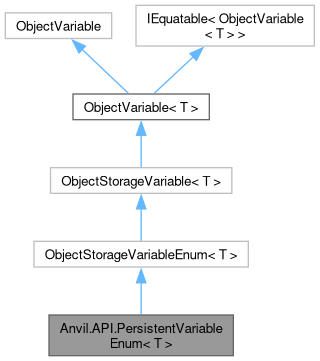 ObjectVariable
IEquatable< ObjectVariable
< T > >
ObjectVariable< T >
ObjectStorageVariable< T >
ObjectStorageVariableEnum< T >
Anvil.API.PersistentVariable
Enum< T >